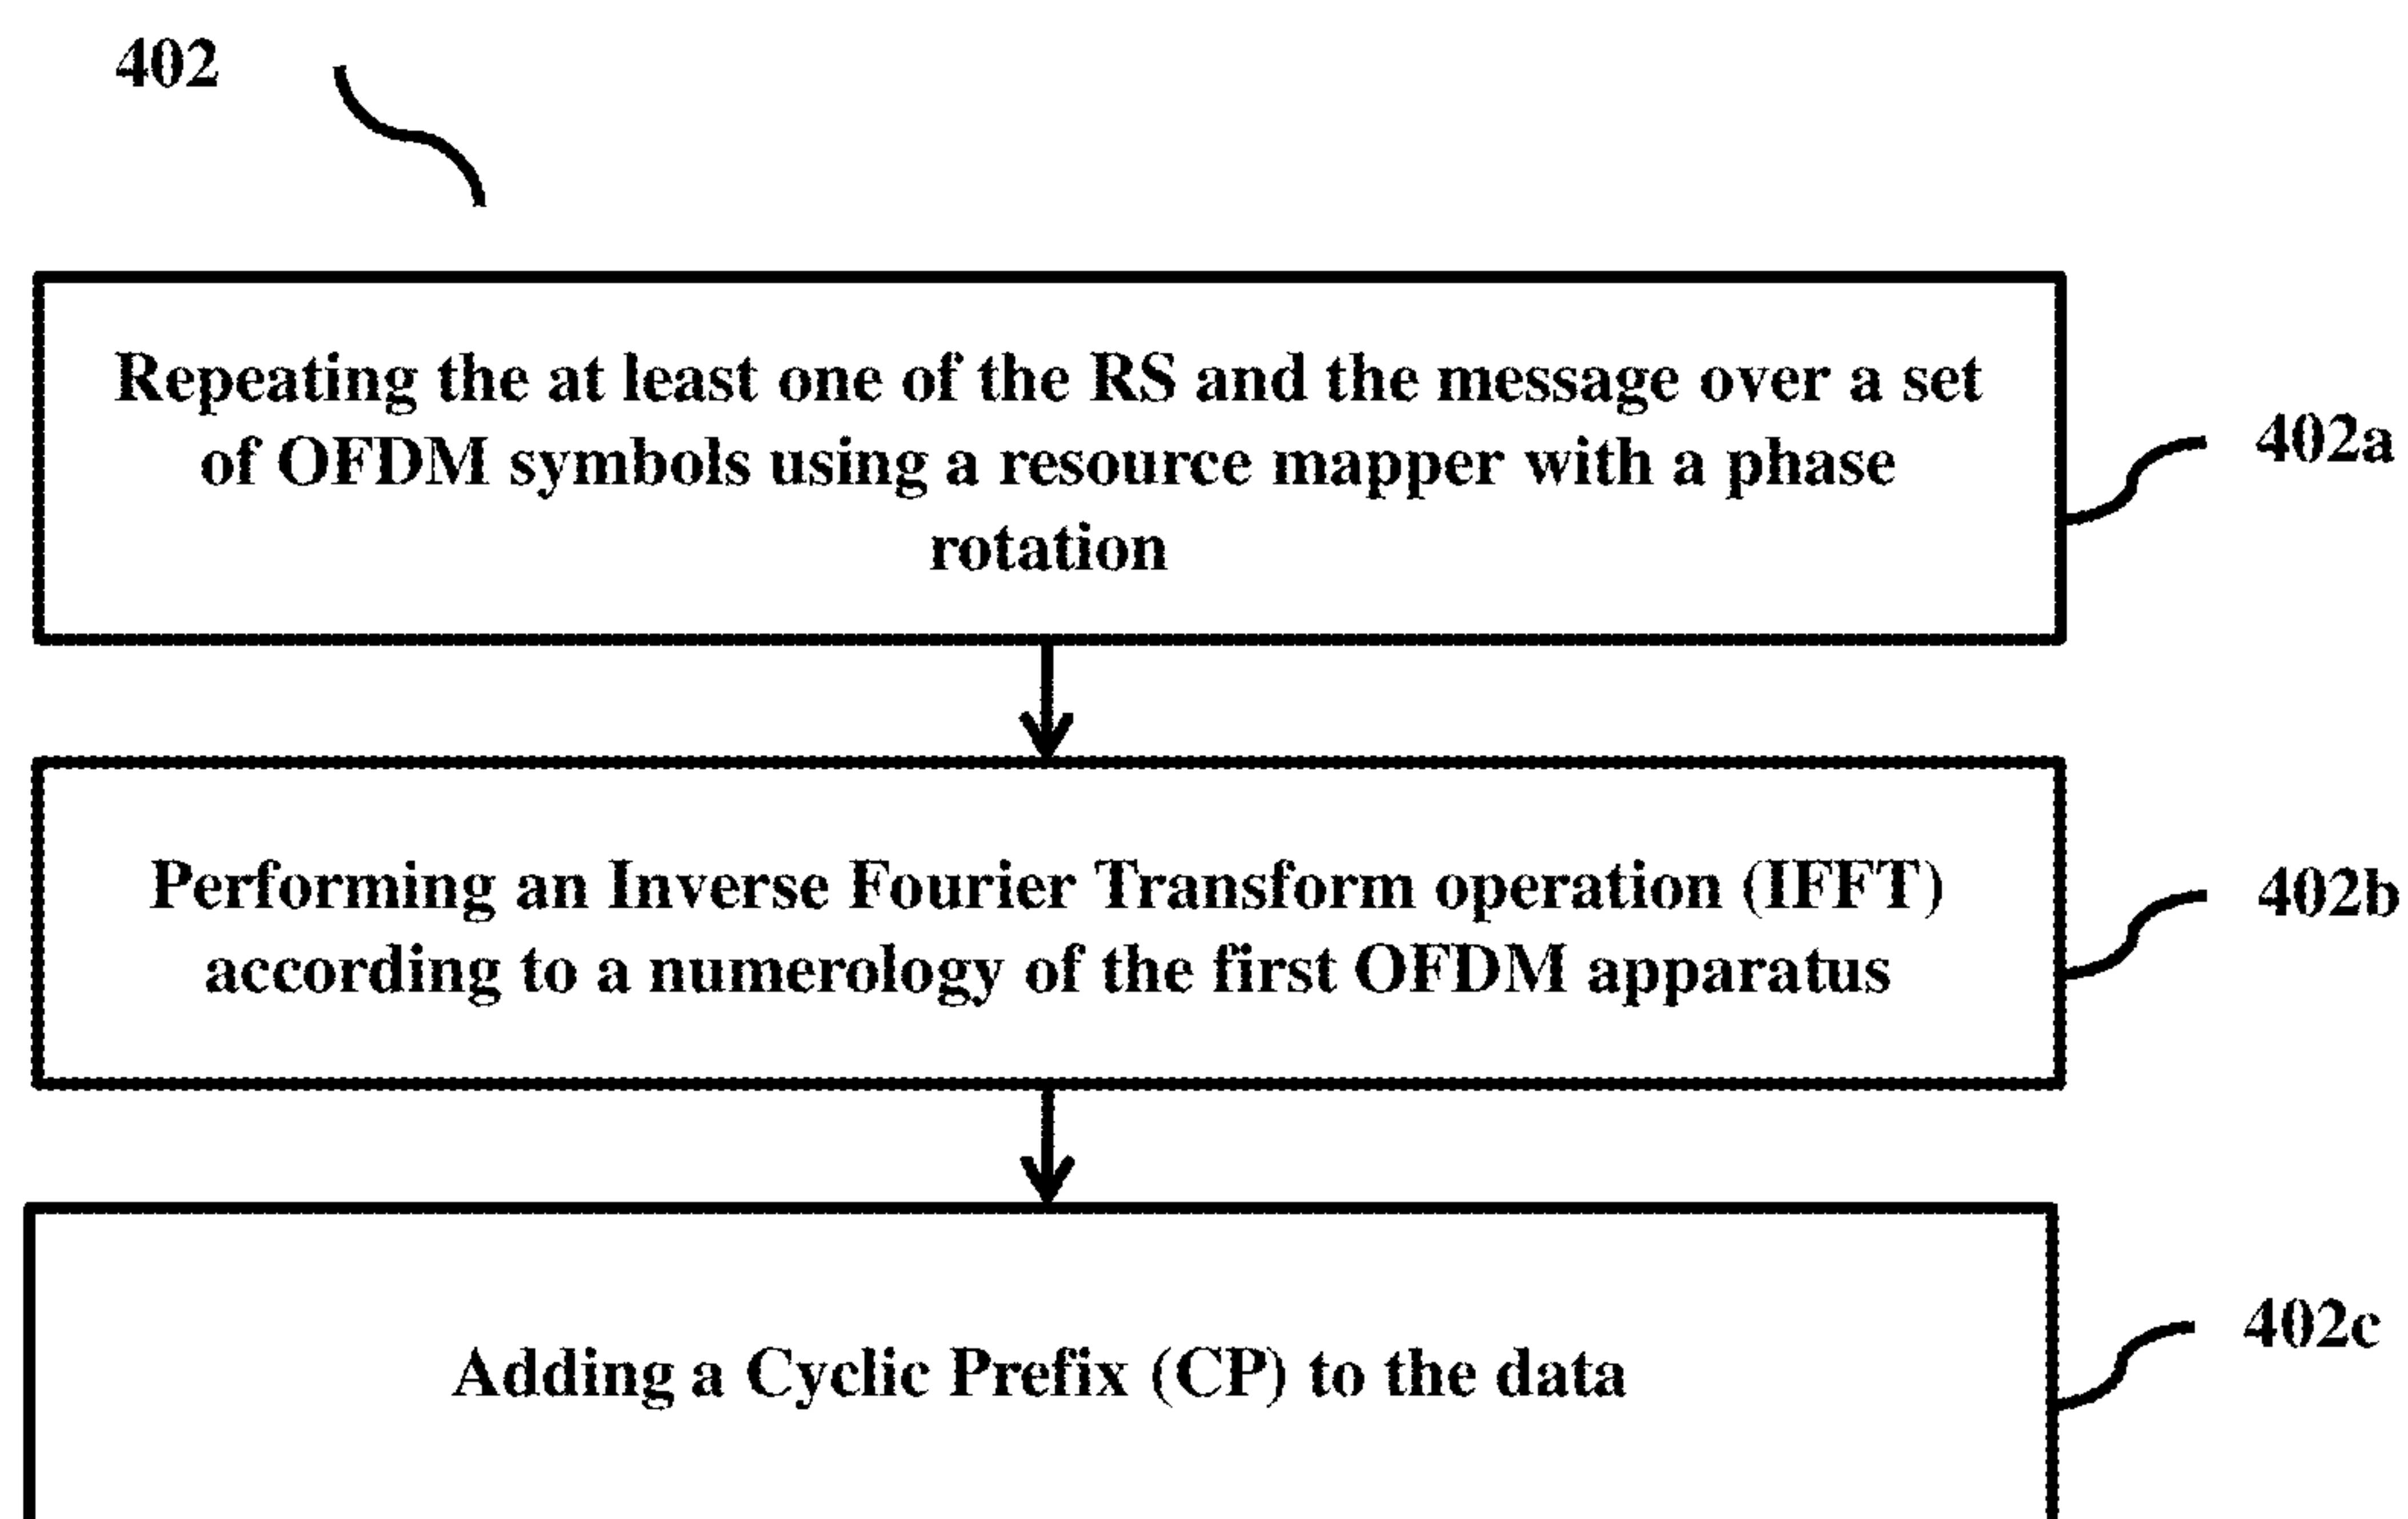 402
Repeating the at least one of the RS and the message over a set
of OFDM symbols using a resource mapper with a phase
rotation
402a
Performing an Inverse Fourier Transform operation (IFFT)
according to a numerology of the first OFDM apparatus
402b
Adding a Cyclic Prefix (CP) to the data
402c